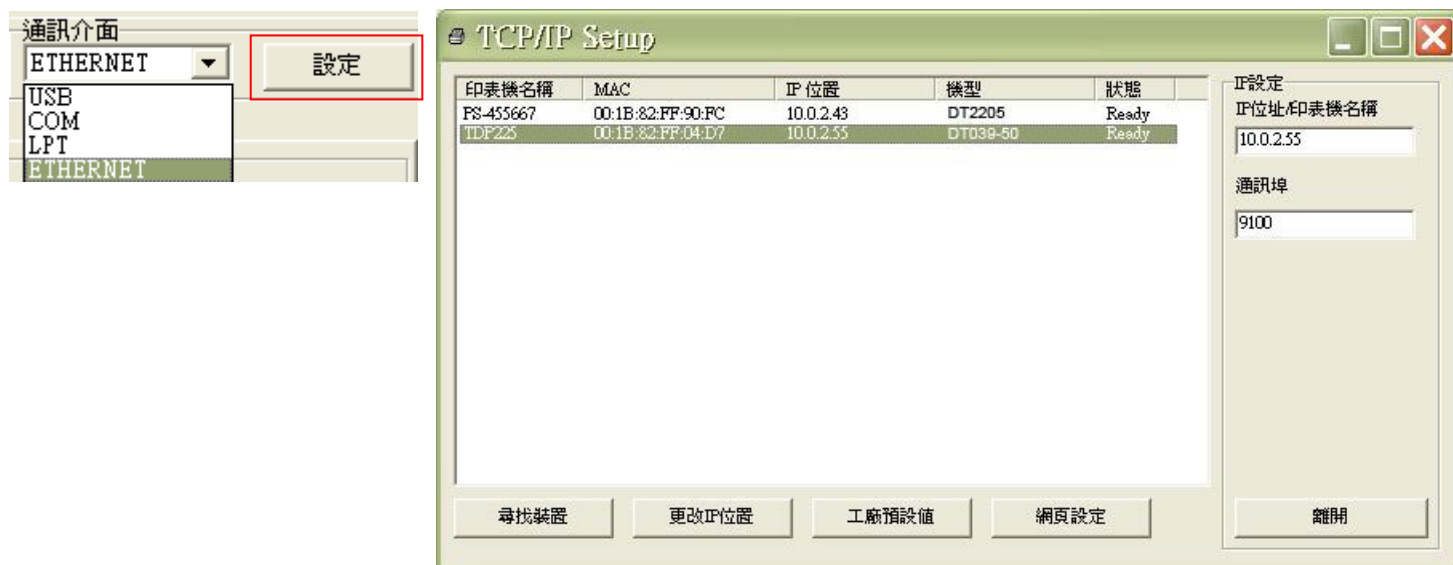 通訊介面
ETHERNET
設定
USB
COM
LPT
ETHERNET
TCP/IP Setup
印表機名稱 MAC IP 位置 機型 狀態
PS-455667 00:1B:82:FF:90:FC 10.0.2.43 DT2205 Ready
TDP225 00:1B:82:FF:04:D7 10.0.2.55 DT039-50 Ready
IP設定
IP位址/印表機名稱
10.0.2.55
通訊埠
9100
尋找裝置 更改IP位置 工廠預設值 網頁設定 離開